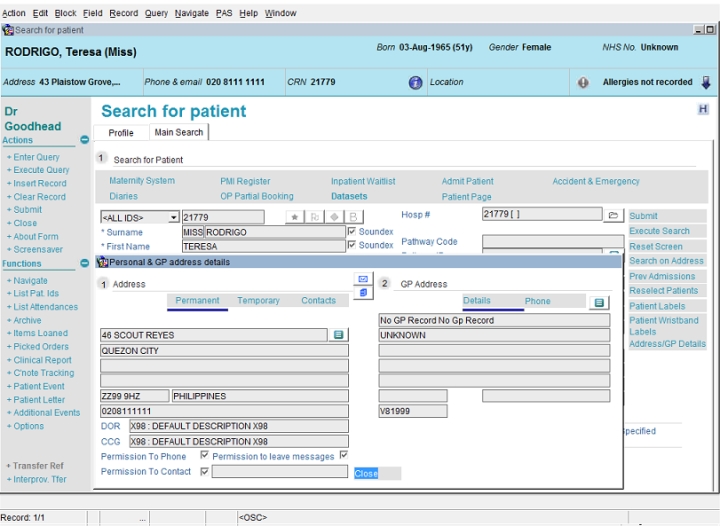 Action Edit Block Field Record Query Navigate PAS Help Window
Search for patient
RODRIGO, Teresa (Miss)
Born 03-Aug-1965 (51y) Gender Female NHS No. Unknown
Address 43 Plaistow Grove,... Phone & email 020 8111 1111 CRN 21779 Location Allergies not recorded
Dr Goodhead
Actions
+ Enter Query
+ Execute Query
+ Insert Record
+ Clear Record
+ Submit
+ Close
+ About Form
+ Screensaver
Functions
+ Navigate
+ List Pat. Ids
+ List Attendances
+ Archive
+ Items Loaned
+ Picked Orders
+ Clinical Report
+ C'note Tracking
+ Patient Event
+ Patient Letter
+ Additional Events
+ Options
+ Transfer Ref
+ Interprov. Tfer
Search for patient
H
Profile Main Search
1 Search for Patient
Maternity System PMI Register Inpatient Waitlist Admit Patient Accident & Emergency
Diaries OP Partial Booking Datasets Patient Page
<ALL IDS> 21779 Hosp # 21779 [ ]
* Surname MISS RODRIGO Soundex
* First Name TERESA Soundex Pathway Code
Submit
Execute Search
Reset Screen
Search on Address
Prev Admissions
Reselect Patients
Patient Labels
Patient Wristband
Labels
Address/GP Details
Personal & GP address details
1 Address
Permanent Temporary Contacts
46 SCOUT REYES
QUEZON CITY
ZZ99 9HZ PHILIPPINES
0208111111
DOR X98 : DEFAULT DESCRIPTION X98
CCG X98 : DEFAULT DESCRIPTION X98
Permission To Phone Permission to leave messages
Permission To Contact
Close
2 GP Address
Details Phone
No GP Record No Gp Record
UNKNOWN
V81999
Specified
Record: 1/1 ... <OSC>